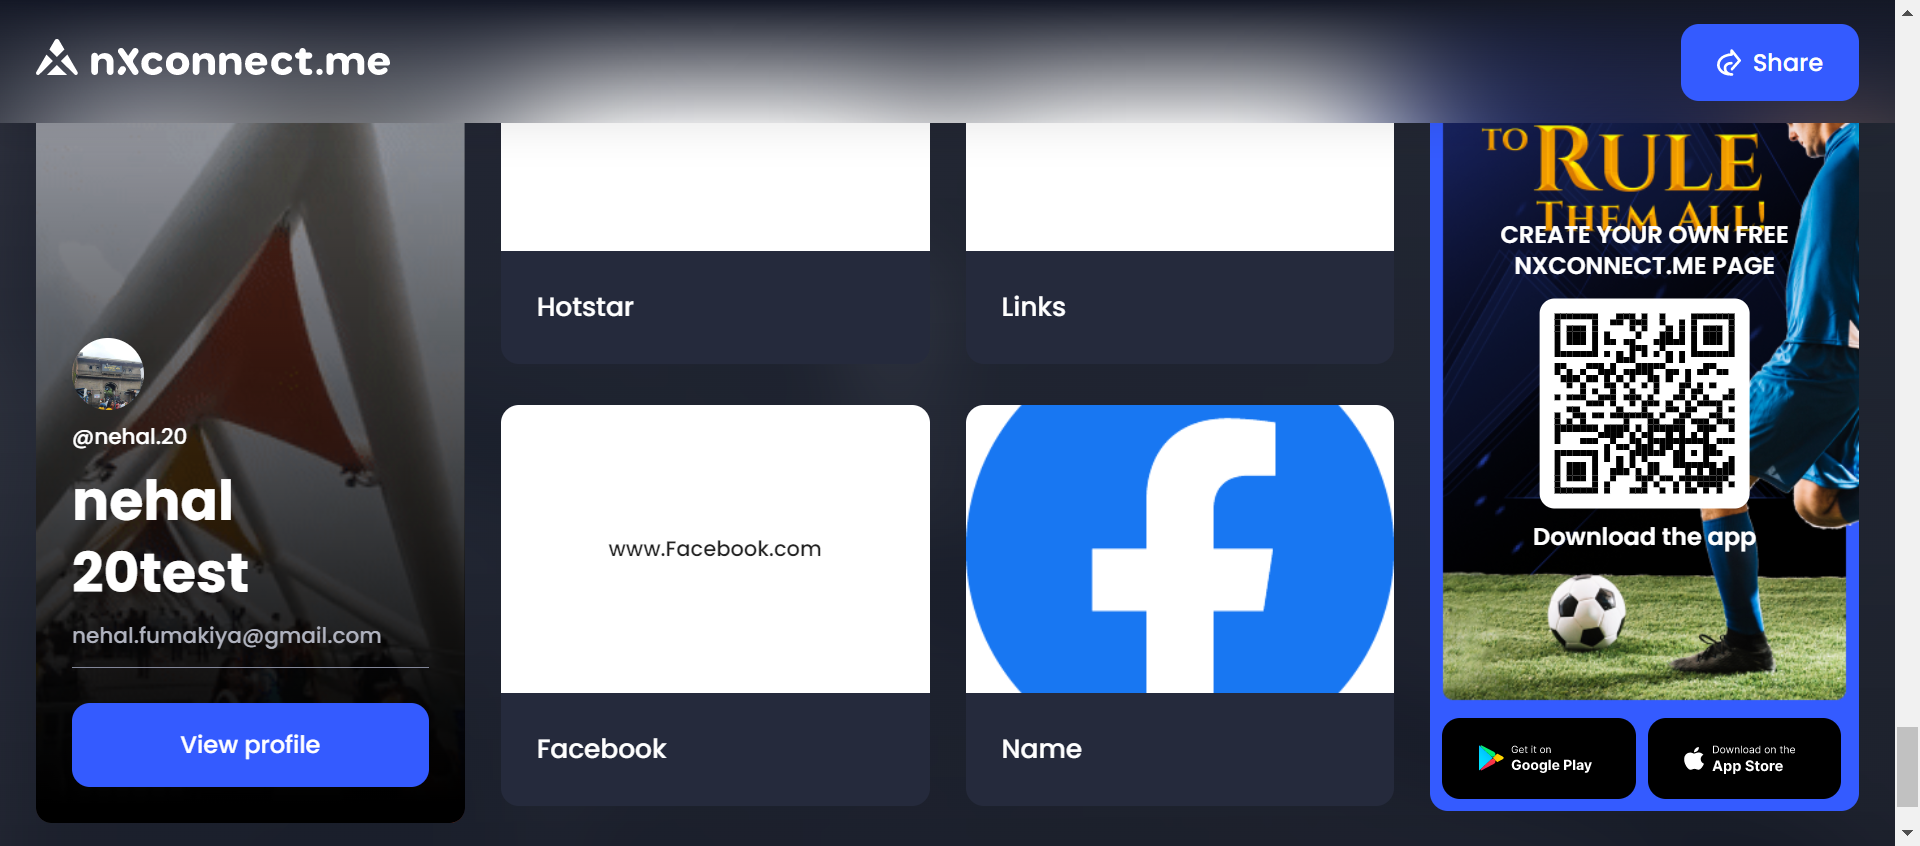 nXconnect.me
Share
@nehal.20
nehal
20test
nehal.fumakiya@gmail.com
View profile
Hotstar
Links
www.Facebook.com
Facebook
Name
TO RULE
THEM ALL!
CREATE YOUR OWN FREE
NXCONNECT.ME PAGE
Download the app
Get it on
Google Play
Download on the
App Store